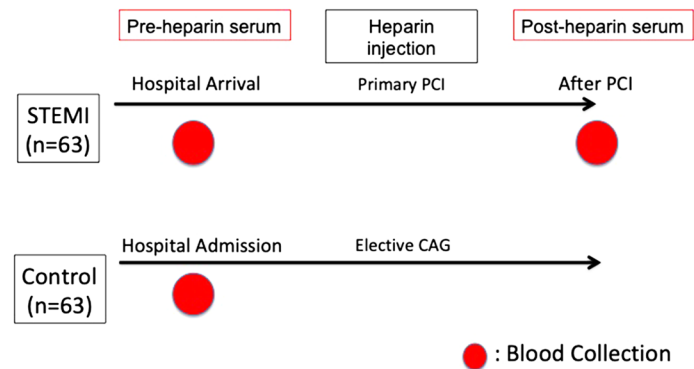 Pre-heparin serum
Heparin
injection
Post-heparin serum
Hospital Arrival
Primary PCI
After PCI
STEMI
(n=63)
Hospital Admission
Elective CAG
Control
(n=63)
: Blood Collection